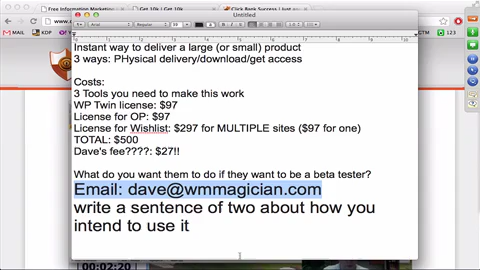 Untitled
Free Information Marketing
Get 10k
Get 10k
Click Bank Success | Just
KDP
Instant way to deliver a large (or small) product
3 ways: PHysical delivery/download/get access
Costs:
3 Tools you need to make this work
WP Twin license: $97
License for OP: $97
License for Wishlist: $297 for MULTIPLE sites ($97 for one)
TOTAL: $500
Dave's fee????: $27!!
What do you want them to do if they want to be a beta tester?
Email: dave@wmmagician.com
write a sentence of two about how you
intend to use it
00:02:20